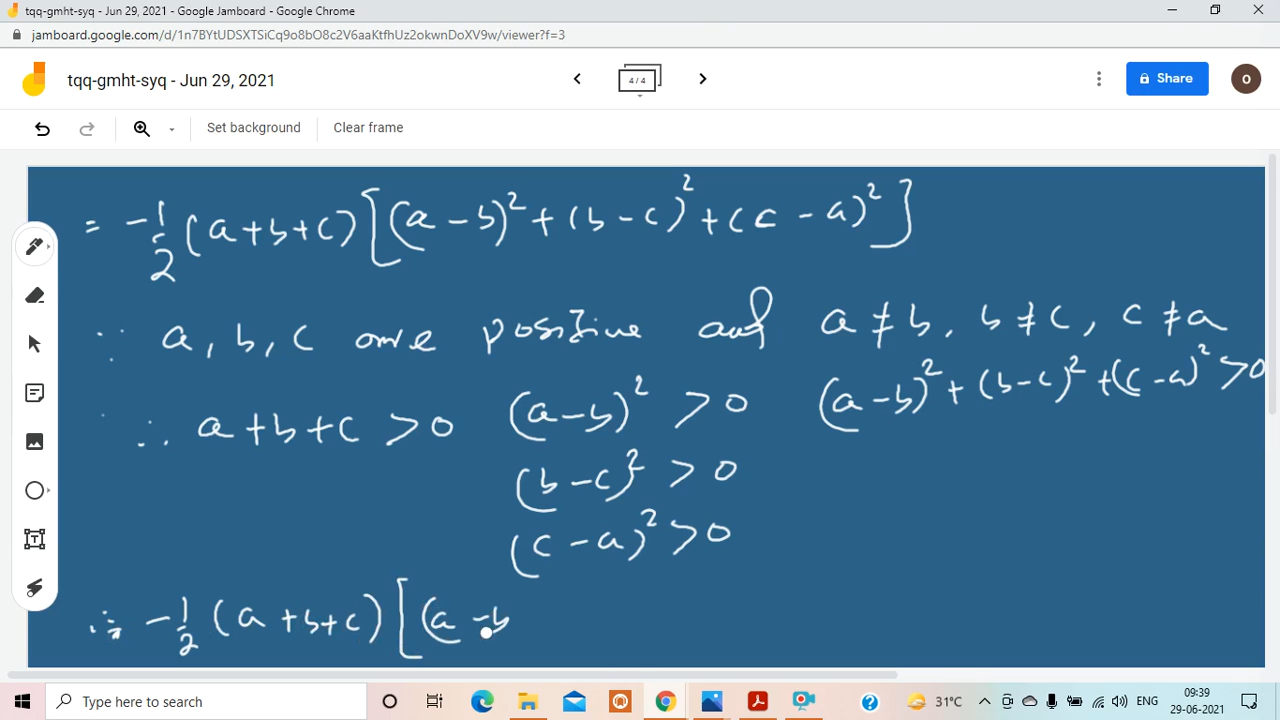 tqq-gmht-syq - Jun 29, 2021 - Google Jamboard - Google Chrome
jamboard.google.com/d/1n7BYtUDSXTSiCq9o8bO8c2V6aaKtfhUz2okwnDoXV9w/viewer?f=3
tqq-gmht-syq - Jun 29, 2021
4 / 4
Share
O
Set background
Clear frame
= -1/2 (a+b+c) [(a-b)² + (b-c)² + (c-a)²]
∵ a, b, c are positive and a ≠ b, b ≠ c, c ≠ a
∴ a+b+c > 0 (a-b)² > 0 (a-b)² + (b-c)² + (c-a)² > 0
(b-c)² > 0
(c-a)² > 0
∴ -1/2 (a+b+c) [(a-b
Type here to search
31°C
ENG
09:39
29-06-2021